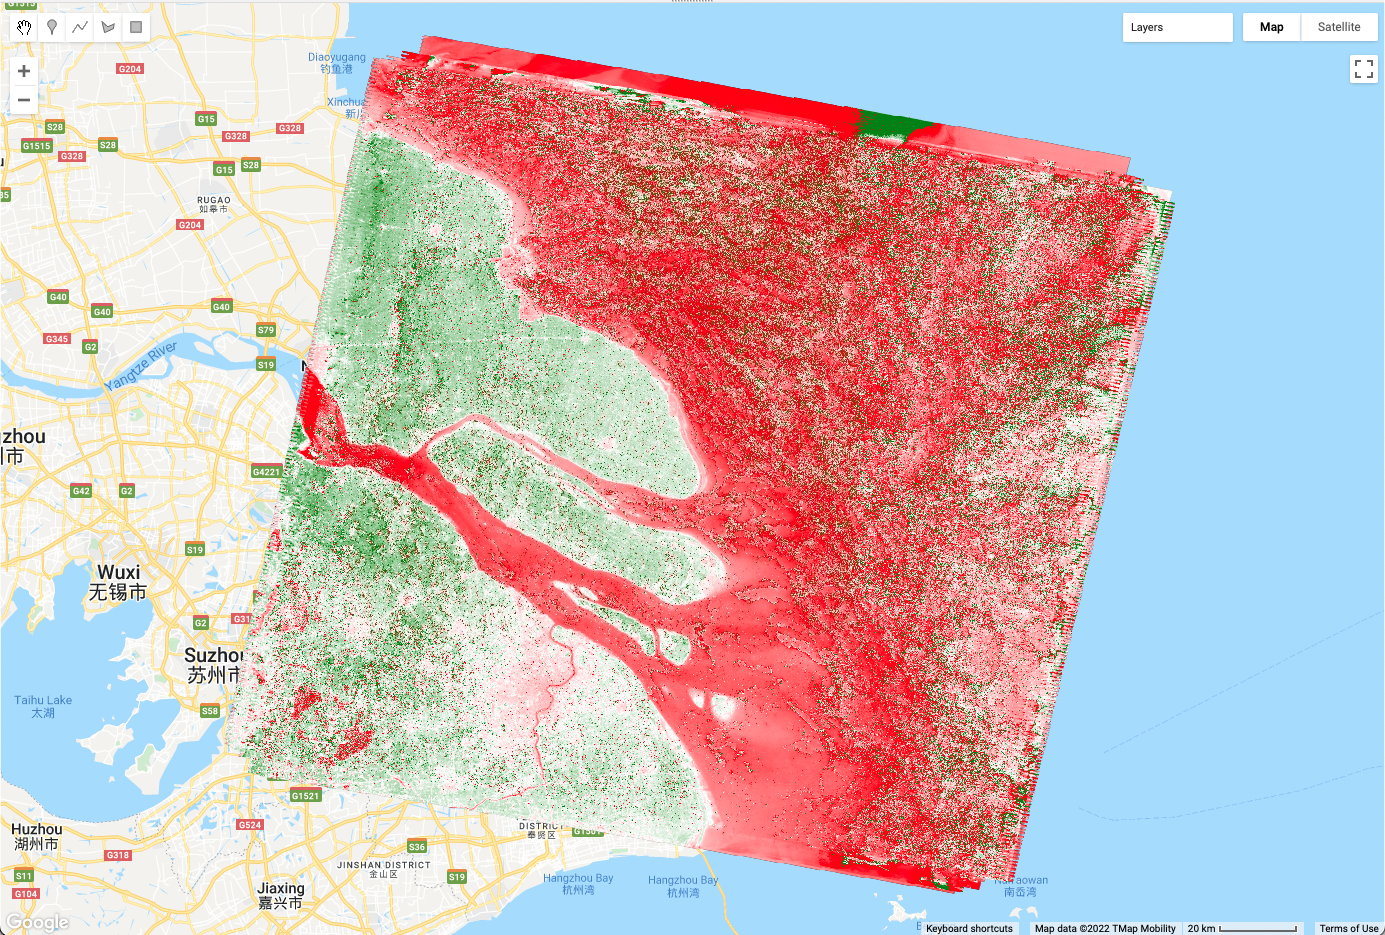 Layers
Map
Satellite
Diaoyugang
钓鱼港
G204
G15
S28
G328
G328
G1515
S28
G328
G15
S28
RUGAO
如皋市
G204
G40
G40
G40
S79
G345
G2
S19
Yangtze River
zhou
市
G4221
G42
G2
S19
Wuxi
无锡市
G2
Suzhou
苏州市
Taihu Lake
太湖
S58
G1521
G524
Huzhou
湖州市
G318
S36
DISTRICT
奉贤区
G1501
JINSHAN DISTRICT
金山区
S11
G104
S19
Jiaxing
嘉兴市
Hangzhou Bay
杭州湾
Hangzhou Bay
杭州湾
南岙湾
Google
Keyboard shortcuts
Map data ©2022 TMap Mobility
20 km
Terms of Use